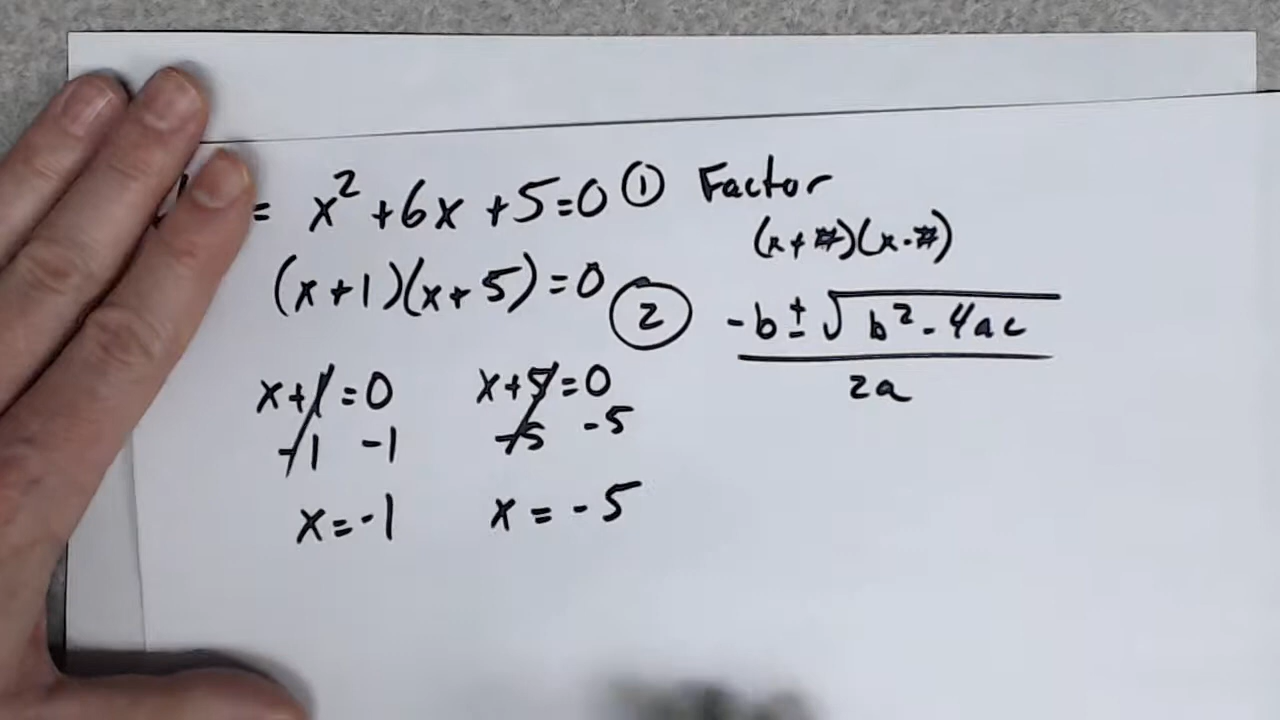 = x² + 6x + 5 = 0 ① Factor
(x + #)(x - #)
(x + 1)(x + 5) = 0
② -b ± √(b² - 4ac)
2a
x + 1 = 0 x + 5 = 0
-1 -1 -5 -5
x = -1 x = -5